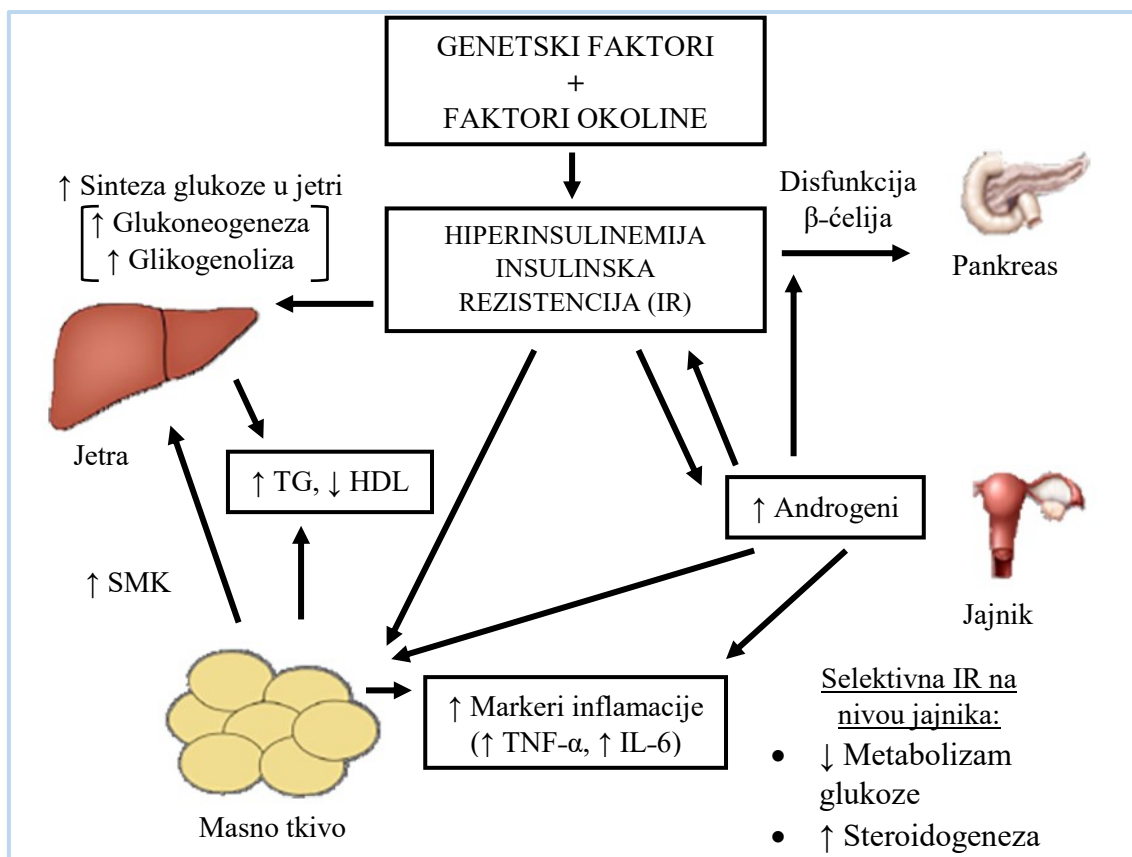 GENETSKI FAKTORI
+
FAKTORI OKOLINE
↑ Sinteza glukoze u jetri
↑ Glukoneogeneza
↑ Glikogenoliza
HIPERINSULINEMIJA
INSULINSKA
REZISTENCIJA (IR)
Disfunkcija
β-ćelija
Pankreas
Jetra
↑ TG, ↓ HDL
↑ Androgeni
↑ SMK
Jajnik
Masno tkivo
↑ Markeri inflamacije
(↑ TNF-α, ↑ IL-6)
Selektivna IR na
nivou jajnika:
• ↓ Metabolizam
glukoze
• ↑ Steroidogeneza